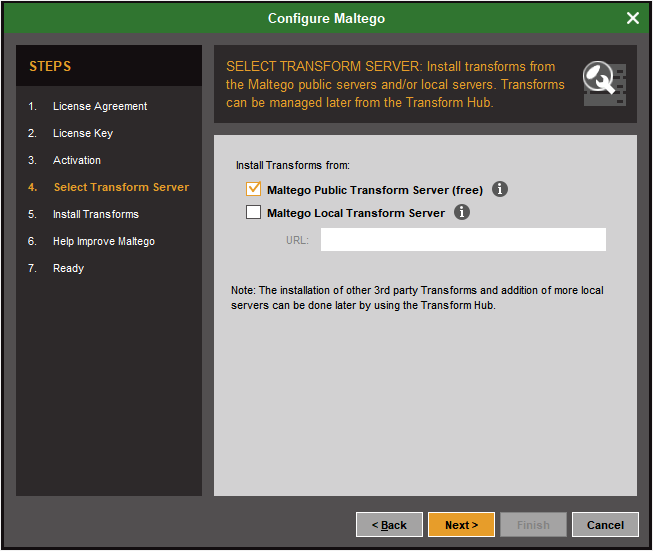 Configure Maltego
STEPS
1. License Agreement
2. License Key
3. Activation
4. Select Transform Server
5. Install Transforms
6. Help Improve Maltego
7. Ready
SELECT TRANSFORM SERVER: Install transforms from
the Maltego public servers and/or local servers. Transforms
can be managed later from the Transform Hub.
Install Transforms from:
Maltego Public Transform Server (free)
Maltego Local Transform Server
URL:
Note: The installation of other 3rd party Transforms and addition of more local
servers can be done later by using the Transform Hub.
< Back Next > Finish Cancel